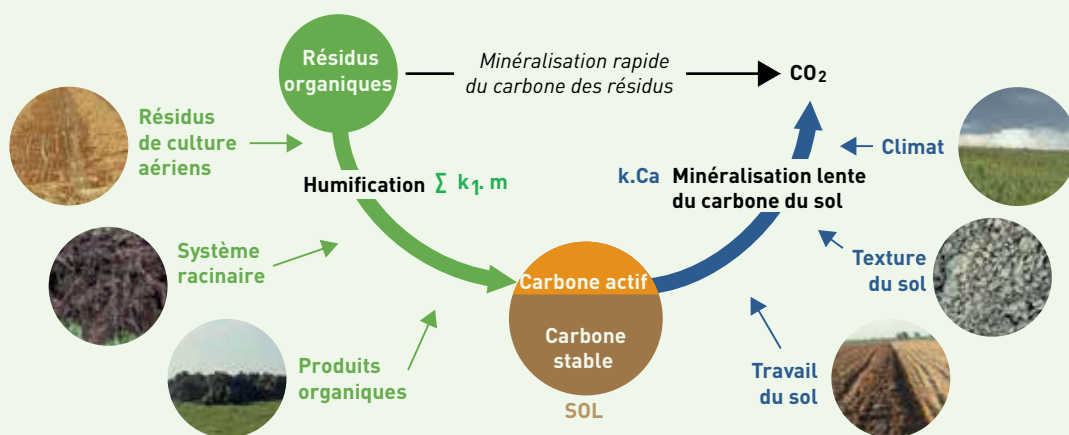 Résidus
organiques
Minéralisation rapide
du carbone des résidus
CO₂
Résidus
de culture
aériens
Climat
Humification Σ k₁. m
k.Ca Minéralisation lente
du carbone du sol
Système
racinaire
Texture
du sol
Carbone actif
Carbone
stable
Produits
organiques
Travail
du sol
SOL